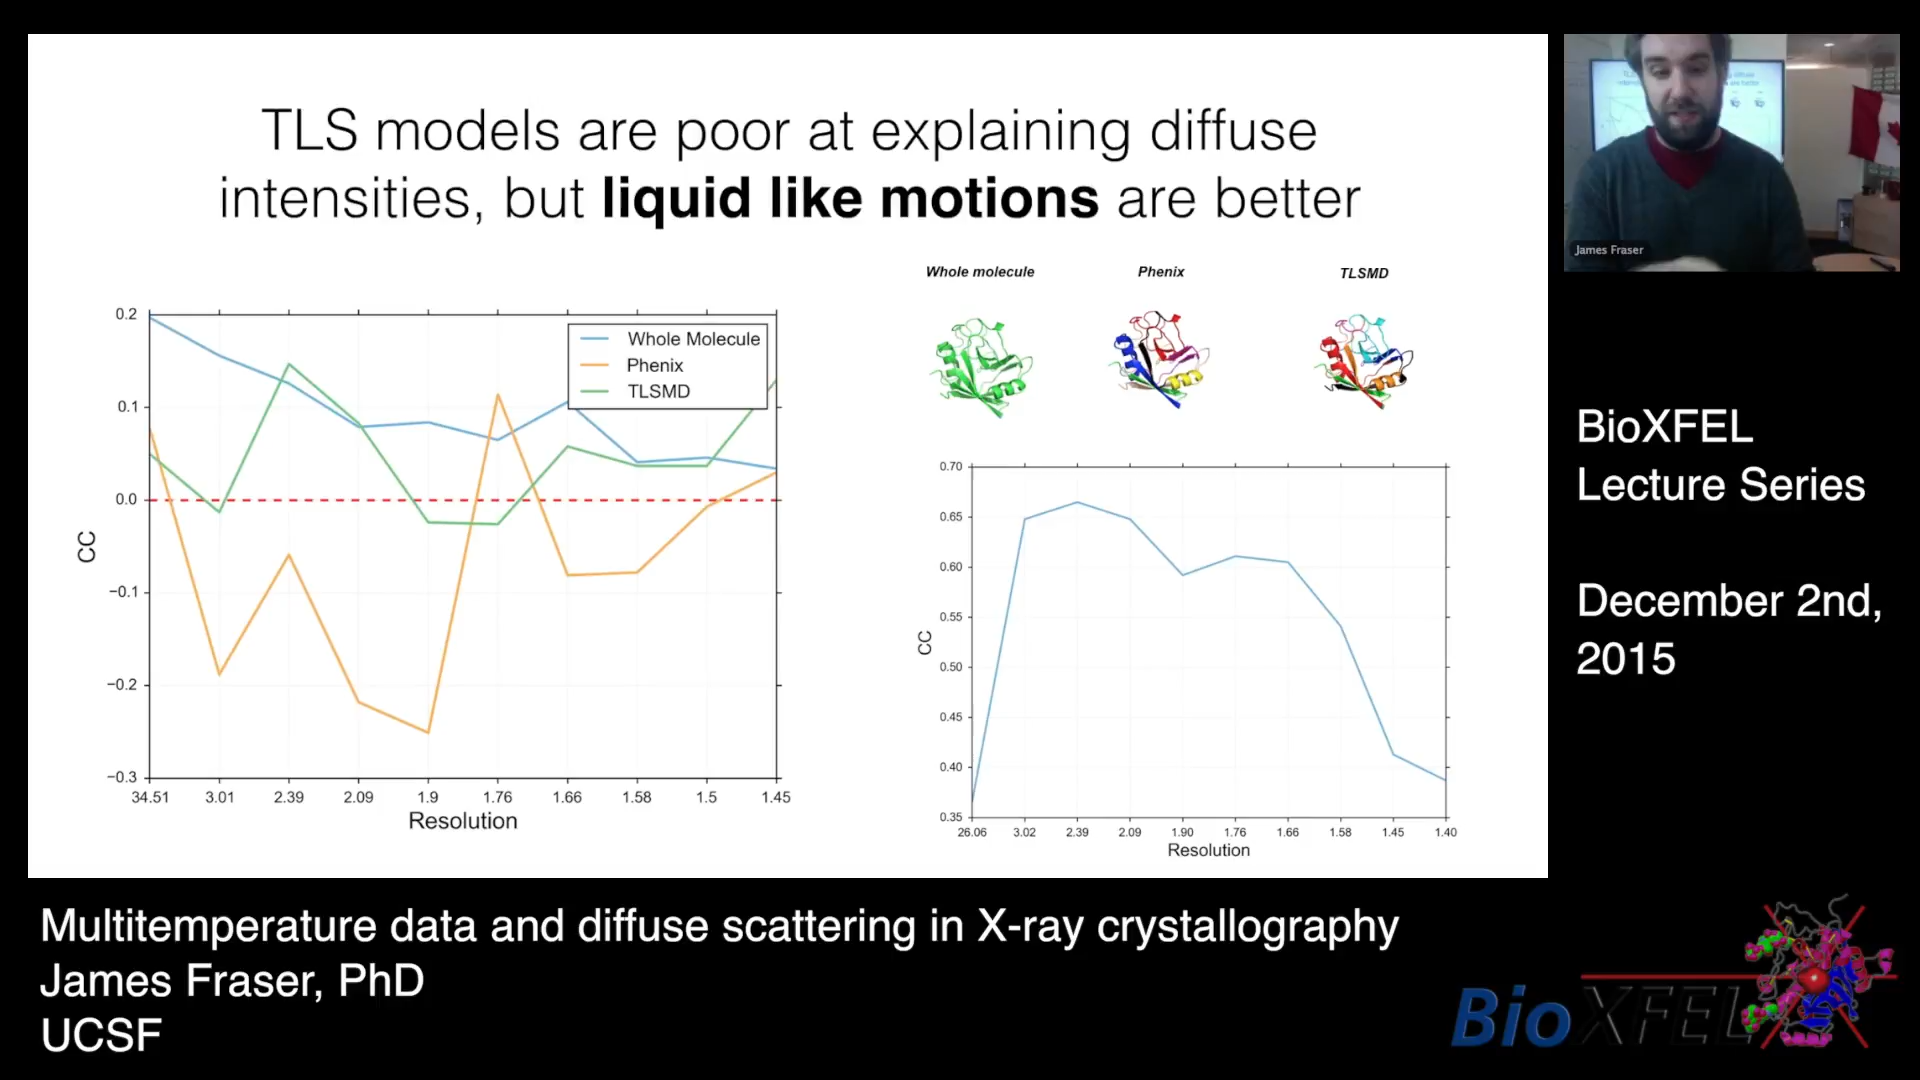 TLS models are poor at explaining diffuse
intensities, but liquid like motions are better
Whole molecule
Phenix
TLSMD
0.2
0.1
0.0
−0.1
−0.2
−0.3
CC
34.51 3.01 2.39 2.09 1.9 1.76 1.66 1.58 1.5 1.45
Resolution
Whole Molecule
Phenix
TLSMD
0.70
0.65
0.60
0.55
0.50
0.45
0.40
0.35
CC
26.06 3.02 2.39 2.09 1.90 1.76 1.66 1.58 1.45 1.40
Resolution
James Fraser
BioXFEL
Lecture Series
December 2nd,
2015
Multitemperature data and diffuse scattering in X-ray crystallography
James Fraser, PhD
UCSF
BioXFEL